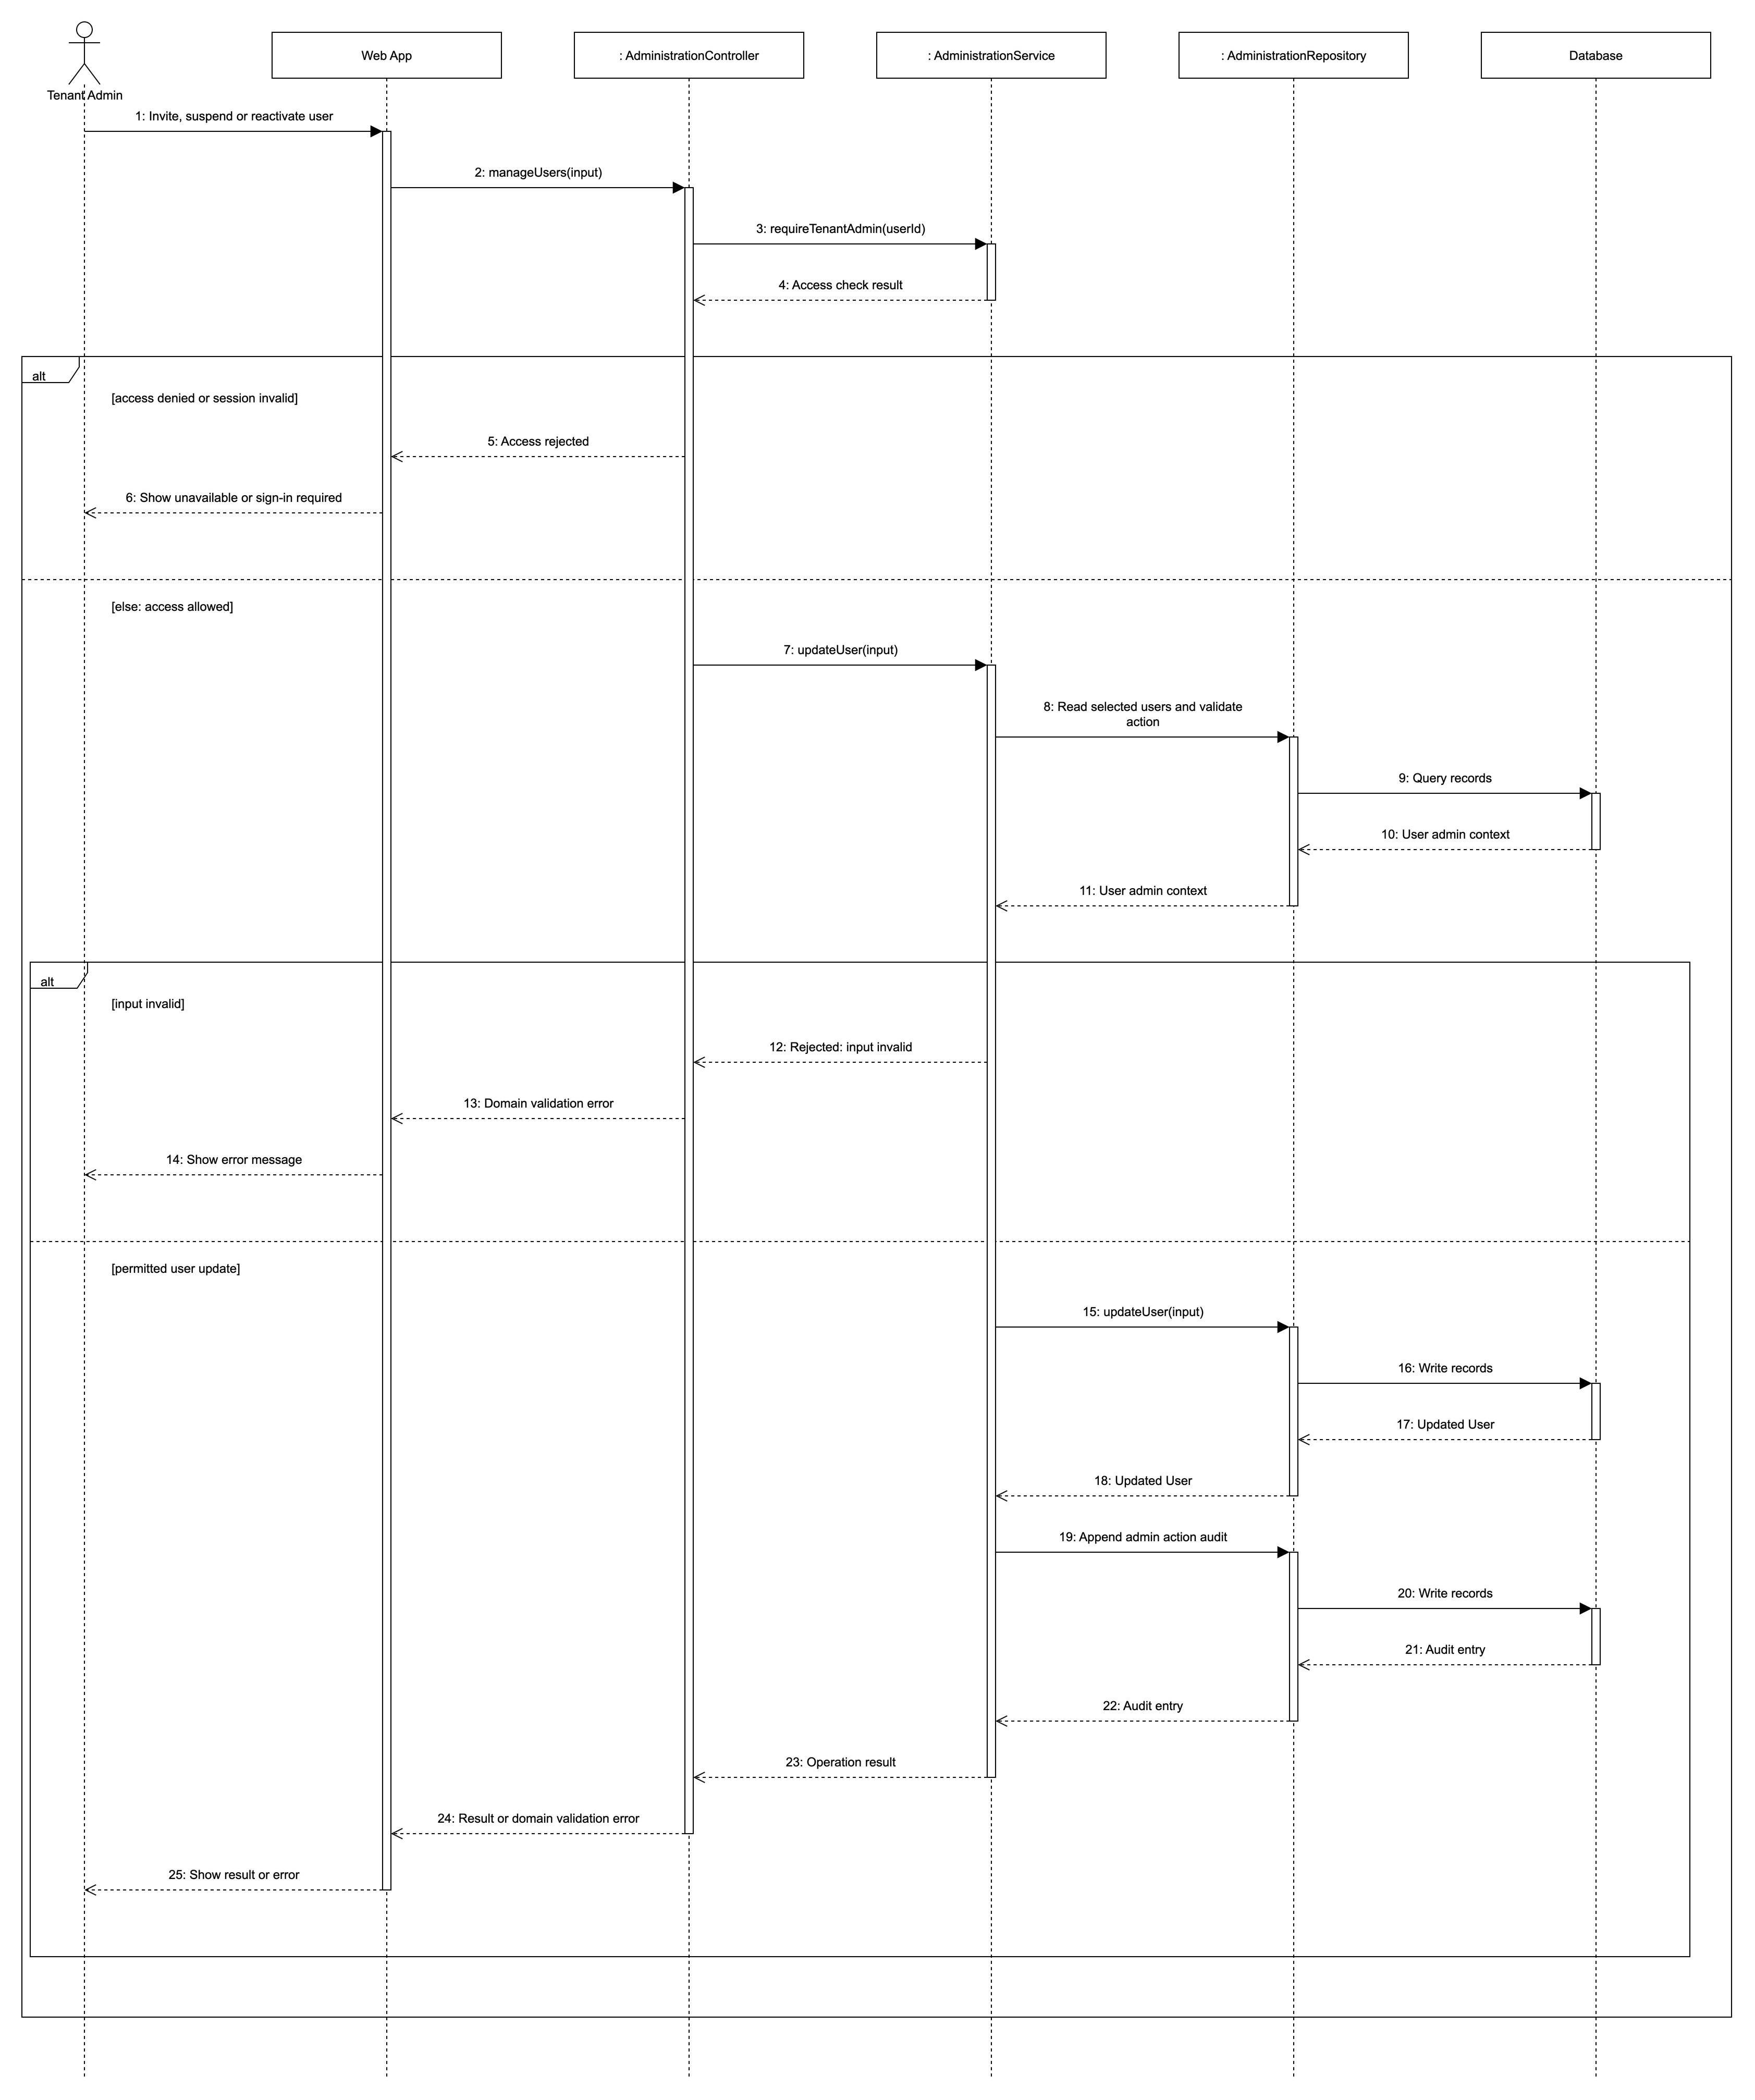 Tenant Admin
Web App
: AdministrationController
: AdministrationService
: AdministrationRepository
Database
1: Invite, suspend or reactivate user
2: manageUsers(input)
3: requireTenantAdmin(userId)
4: Access check result
alt
[access denied or session invalid]
5: Access rejected
6: Show unavailable or sign-in required
[else: access allowed]
7: updateUser(input)
8: Read selected users and validate
action
9: Query records
10: User admin context
11: User admin context
alt
[input invalid]
12: Rejected: input invalid
13: Domain validation error
14: Show error message
[permitted user update]
15: updateUser(input)
16: Write records
17: Updated User
18: Updated User
19: Append admin action audit
20: Write records
21: Audit entry
22: Audit entry
23: Operation result
24: Result or domain validation error
25: Show result or error